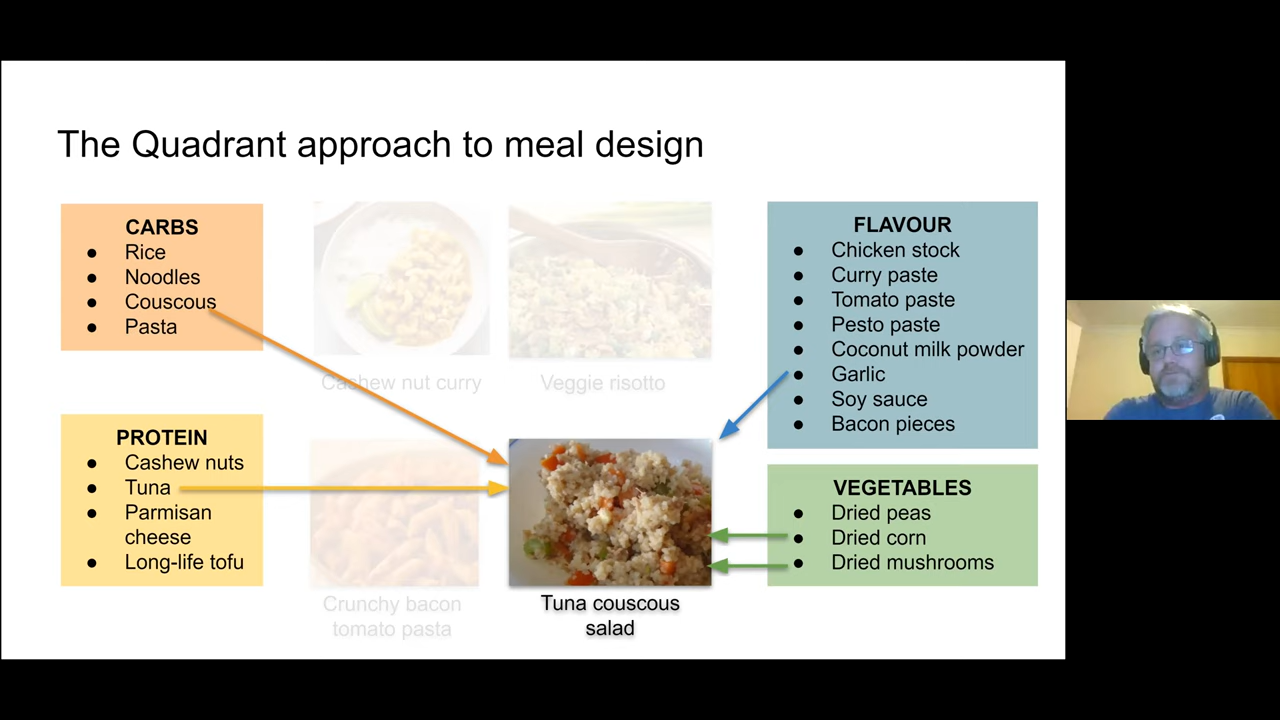 The Quadrant approach to meal design
CARBS
● Rice
● Noodles
● Couscous
● Pasta
PROTEIN
● Cashew nuts
● Tuna
● Parmisan
cheese
● Long-life tofu
Cashew nut curry
Veggie risotto
Crunchy bacon
tomato pasta
Tuna couscous
salad
FLAVOUR
● Chicken stock
● Curry paste
● Tomato paste
● Pesto paste
● Coconut milk powder
● Garlic
● Soy sauce
● Bacon pieces
VEGETABLES
● Dried peas
● Dried corn
● Dried mushrooms